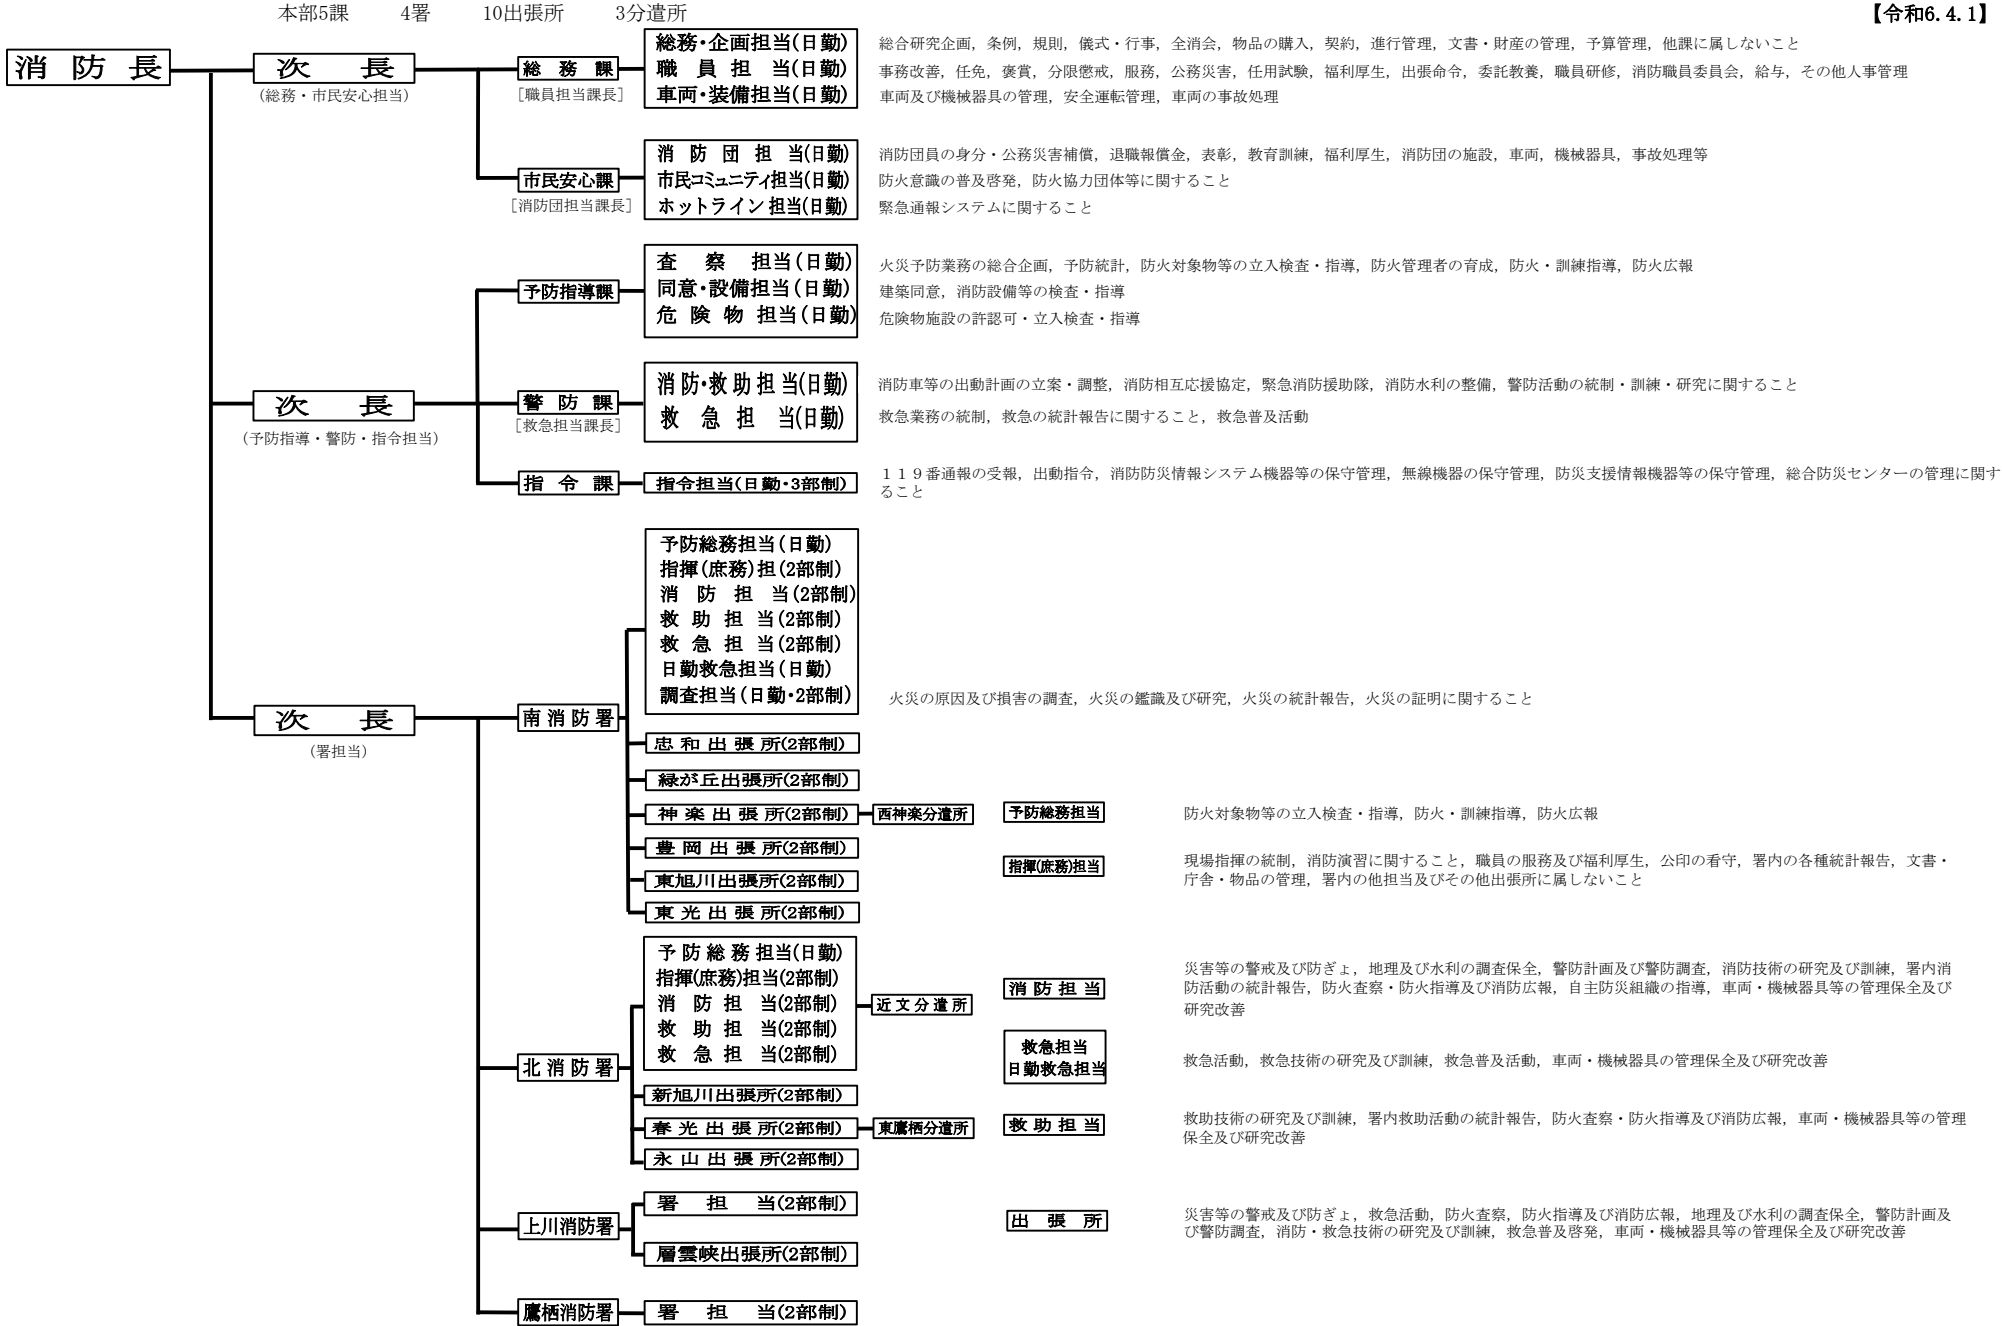 本部5課　4署　10出張所　3分遣所
【令和6.4.1】
消防長
次長
(総務・市民安心担当)
総務課
[職員担当課長]
総務・企画担当(日勤)
職員担当(日勤)
車両・装備担当(日勤)
総合研究企画，条例，規則，儀式・行事，全消会，物品の購入，契約，進行管理，文書・財産の管理，予算管理，他課に属しないこと
事務改善，任免，褒賞，分限懲戒，服務，公務災害，任用試験，福利厚生，出張命令，委託教養，職員研修，消防職員委員会，給与，その他人事管理
車両及び機械器具の管理，安全運転管理，車両の事故処理
市民安心課
[消防団担当課長]
消防団担当(日勤)
市民コミュニティ担当(日勤)
ホットライン担当(日勤)
消防団員の身分・公務災害補償，退職報償金，表彰，教育訓練，福利厚生，消防団の施設，車両，機械器具，事故処理等
防火意識の普及啓発，防火協力団体等に関すること
緊急通報システムに関すること
次長
(予防指導・警防・指令担当)
予防指導課
査察担当(日勤)
同意・設備担当(日勤)
危険物担当(日勤)
火災予防業務の総合企画，予防統計，防火対象物等の立入検査・指導，防火管理者の育成，防火・訓練指導，防火広報
建築同意，消防設備等の検査・指導
危険物施設の許認可・立入検査・指導
警防課
[救急担当課長]
消防・救助担当(日勤)
救急担当(日勤)
消防車等の出動計画の立案・調整，消防相互応援協定，緊急消防援助隊，消防水利の整備，警防活動の統制・訓練・研究に関すること
救急業務の統制，救急の統計報告に関すること，救急普及活動
指令課
指令担当(日勤・3部制)
１１９番通報の受報，出動指令，消防防災情報システム機器等の保守管理，無線機器の保守管理，防災支援情報機器等の保守管理，総合防災センターの管理に関す
ること
次長
(署担当)
南消防署
予防総務担当(日勤)
指揮(庶務)担(2部制)
消防担当(2部制)
救助担当(2部制)
救急担当(2部制)
日勤救急担当(日勤)
調査担当(日勤・2部制)
火災の原因及び損害の調査，火災の鑑識及び研究，火災の統計報告，火災の証明に関すること
忠和出張所(2部制)
緑が丘出張所(2部制)
神楽出張所(2部制)
西神楽分遣所
豊岡出張所(2部制)
東旭川出張所(2部制)
東光出張所(2部制)
予防総務担当
防火対象物等の立入検査・指導，防火・訓練指導，防火広報
指揮(庶務)担当
現場指揮の統制，消防演習に関すること，職員の服務及び福利厚生，公印の看守，署内の各種統計報告，文書・
庁舎・物品の管理，署内の他担当及びその他出張所に属しないこと
北消防署
予防総務担当(日勤)
指揮(庶務)担当(2部制)
消防担当(2部制)
救助担当(2部制)
救急担当(2部制)
近文分遣所
新旭川出張所(2部制)
春光出張所(2部制)
東鷹栖分遣所
永山出張所(2部制)
消防担当
災害等の警戒及び防ぎょ，地理及び水利の調査保全，警防計画及び警防調査，消防技術の研究及び訓練，署内消
防活動の統計報告，防火査察・防火指導及び消防広報，自主防災組織の指導，車両・機械器具等の管理保全及び
研究改善
救急担当
日勤救急担当
救急活動，救急技術の研究及び訓練，救急普及活動，車両・機械器具の管理保全及び研究改善
救助担当
救助技術の研究及び訓練，署内救助活動の統計報告，防火査察・防火指導及び消防広報，車両・機械器具等の管理
保全及び研究改善
上川消防署
署担当(2部制)
層雲峡出張所(2部制)
出張所
災害等の警戒及び防ぎょ，救急活動，防火査察，防火指導及び消防広報，地理及び水利の調査保全，警防計画及
び警防調査，消防・救急技術の研究及び訓練，救急普及啓発，車両・機械器具等の管理保全及び研究改善
鷹栖消防署
署担当(2部制)